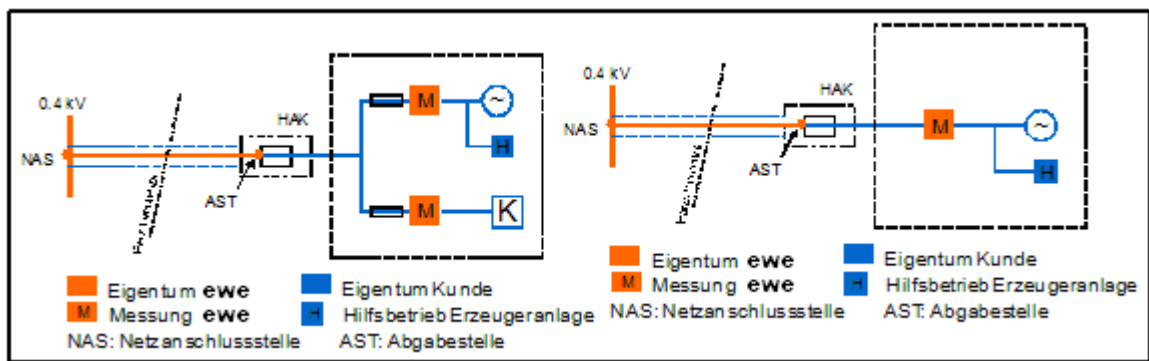 0.4 kV
HAK
NAS
AST
M
~
H
M
K
Eigentum ewe
Eigentum Kunde
M Messung ewe
H Hilfsbetrieb Erzeugeranlage
NAS: Netzanschlussstelle
AST: Abgabestelle
0.4 kV
HAK
NAS
AST
M
~
H
Eigentum ewe
Eigentum Kunde
M Messung ewe
H Hilfsbetrieb Erzeugeranlage
NAS: Netzanschlussstelle
AST: Abgabestelle